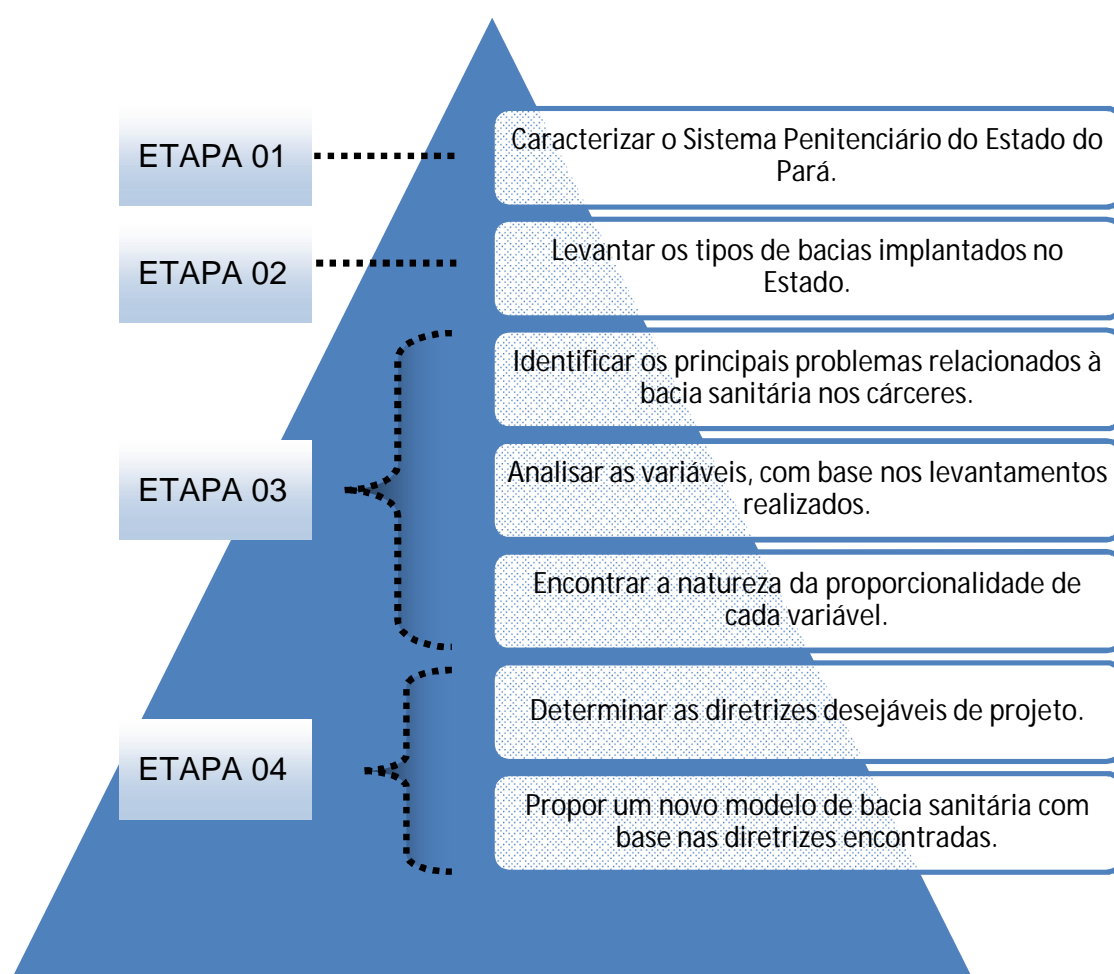 ETAPA 01
Caracterizar o Sistema Penitenciário do Estado do
Pará.
ETAPA 02
Levantar os tipos de bacias implantados no
Estado.
ETAPA 03
Identificar os principais problemas relacionados à
bacia sanitária nos cárceres.
Analisar as variáveis, com base nos levantamentos
realizados.
Encontrar a natureza da proporcionalidade de
cada variável.
ETAPA 04
Determinar as diretrizes desejáveis de projeto.
Propor um novo modelo de bacia sanitária com
base nas diretrizes encontradas.